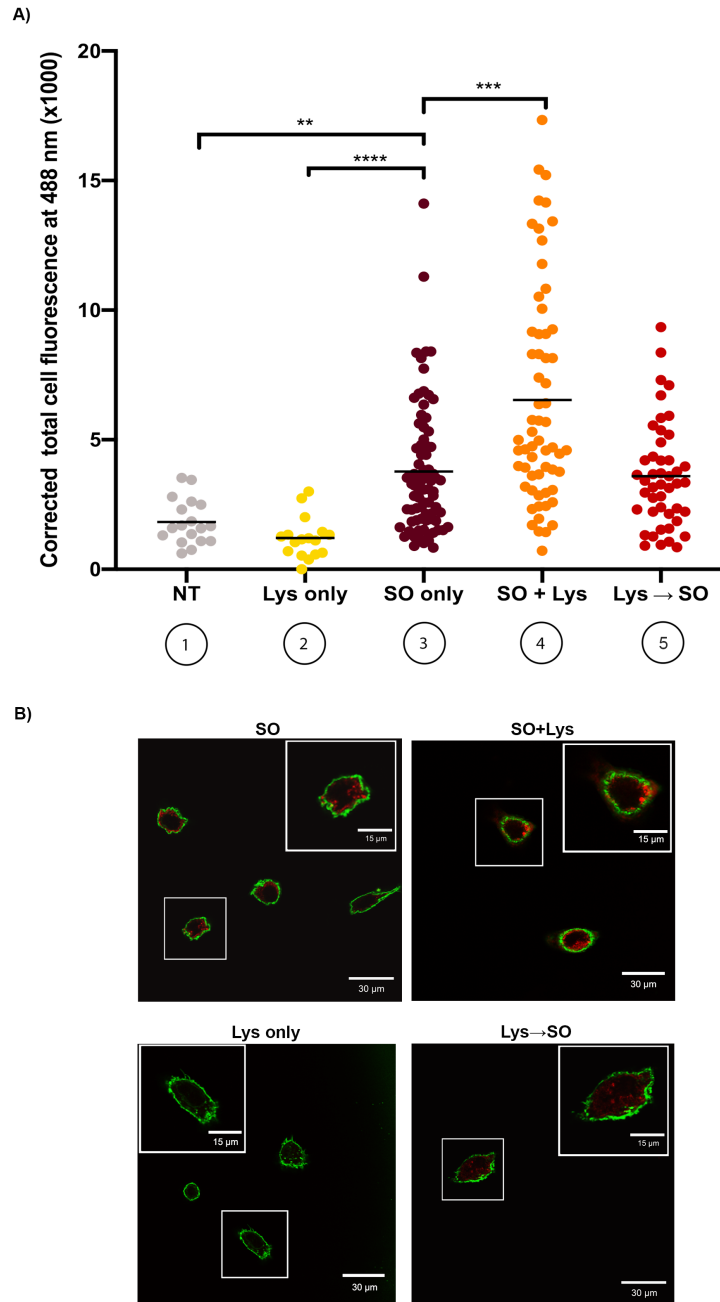 A)
Corrected total cell fluorescence at 488 nm (x1000)
20
15
10
5
0
**
****
***
NT
Lys only
SO only
SO + Lys
Lys → SO
1
2
3
4
5
B)
SO
15 µm
30 µm
SO+Lys
15 µm
30 µm
Lys only
15 µm
30 µm
Lys→SO
15 µm
30 µm